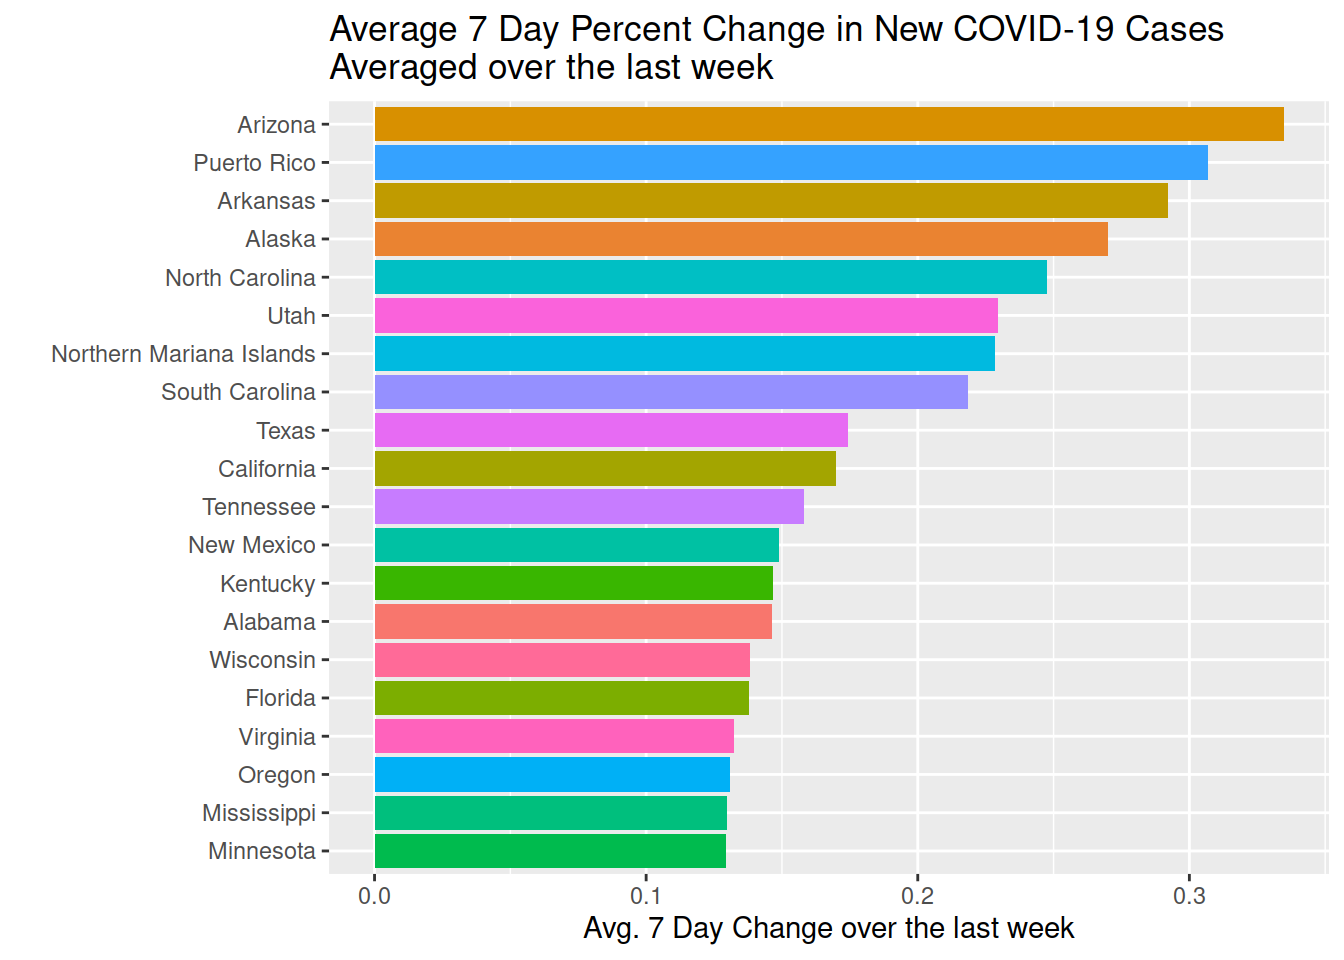 Average 7 Day Percent Change in New COVID-19 Cases
Averaged over the last week
Arizona
Puerto Rico
Arkansas
Alaska
North Carolina
Utah
Northern Mariana Islands
South Carolina
Texas
California
Tennessee
New Mexico
Kentucky
Alabama
Wisconsin
Florida
Virginia
Oregon
Mississippi
Minnesota
0.0 0.1 0.2 0.3
Avg. 7 Day Change over the last week